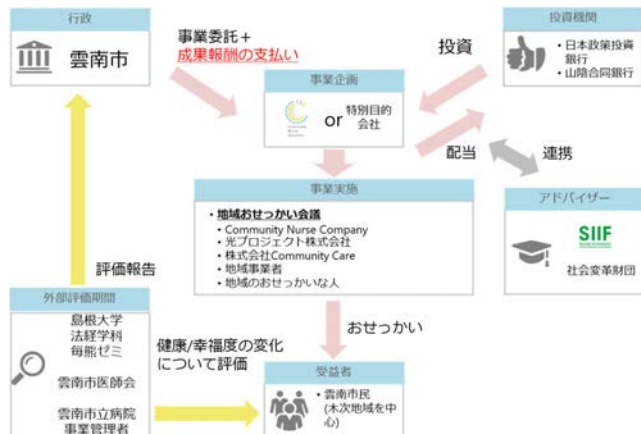 行政
雲南市
事業委託＋
成果報酬の支払い
投資
投資機関
・日本政策投資
銀行
・山陰合同銀行
事業企画
or 特別目的
会社
配当
連携
事業実施
・地域おせっかい会議
・Community Nurse Company
・光プロジェクト株式会社
・株式会社Community Care
・地域事業者
・地域のおせっかいな人
アドバイザー
SIIF
社会変革財団
評価報告
外部評価期間
島根大学
法経学科
毎熊ゼミ
雲南市医師会
雲南市立病院
事業管理者
健康/幸福度の変化
について評価
おせっかい
受益者
・雲南市民
(木次地域を中
心)